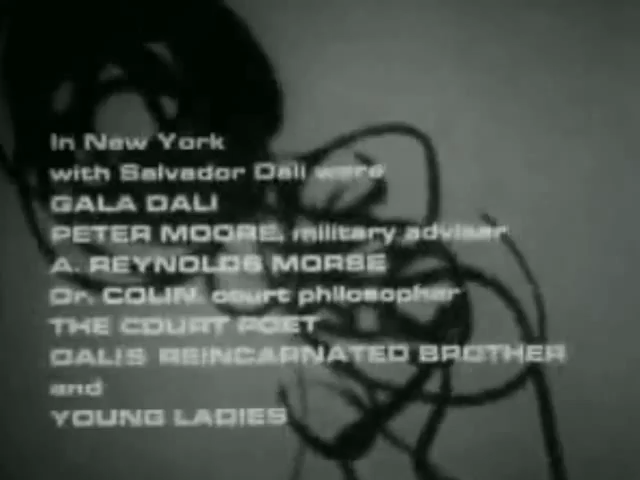 In New York
with Salvador Dali were
GALA DALI
PETER MOORE, military adviser
A. REYNOLDS MORSE
Dr. COLIN, court philosopher
THE COURT POET
DALI'S REINCARNATED BROTHER
and
YOUNG LADIES